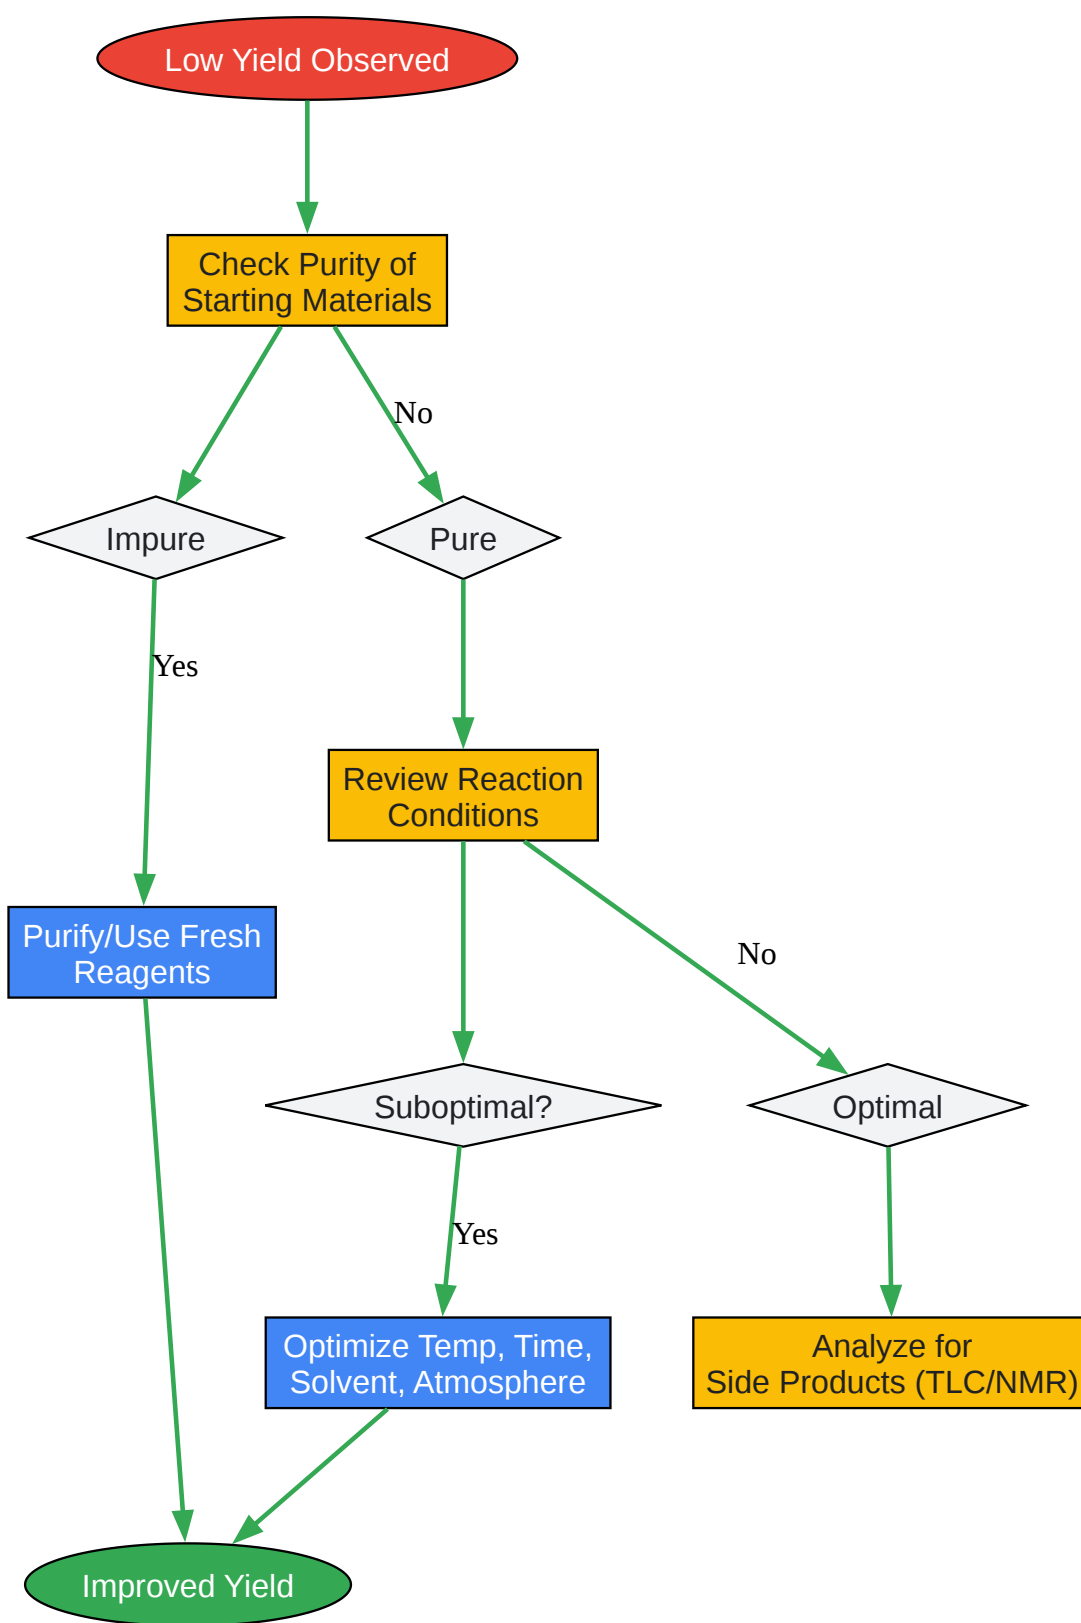 Low Yield Observed
Check Purity of
Starting Materials
No
Impure
Pure
Yes
Review Reaction
Conditions
Purify/Use Fresh
Reagents
No
Suboptimal?
Optimal
Yes
Optimize Temp, Time,
Solvent, Atmosphere
Analyze for
Side Products (TLC/NMR)
Improved Yield